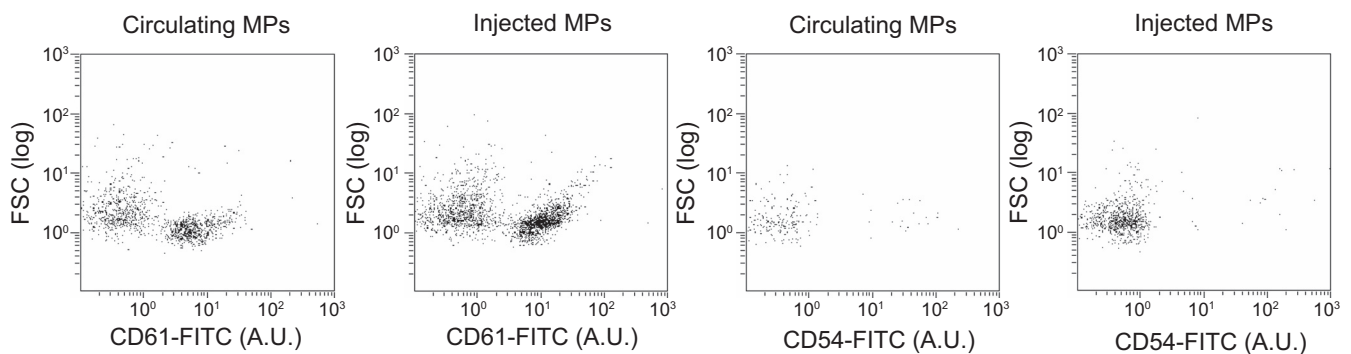 Circulating MPs
Injected MPs
Circulating MPs
Injected MPs
10³
10²
10¹
10⁰
FSC (log)
10⁰ 10¹ 10² 10³
CD61-FITC (A.U.)
10³
10²
10¹
10⁰
FSC (log)
10⁰ 10¹ 10² 10³
CD61-FITC (A.U.)
10³
10²
10¹
10⁰
FSC (log)
10⁰ 10¹ 10² 10³
CD54-FITC (A.U.)
10³
10²
10¹
10⁰
FSC (log)
10⁰ 10¹ 10² 10³
CD54-FITC (A.U.)